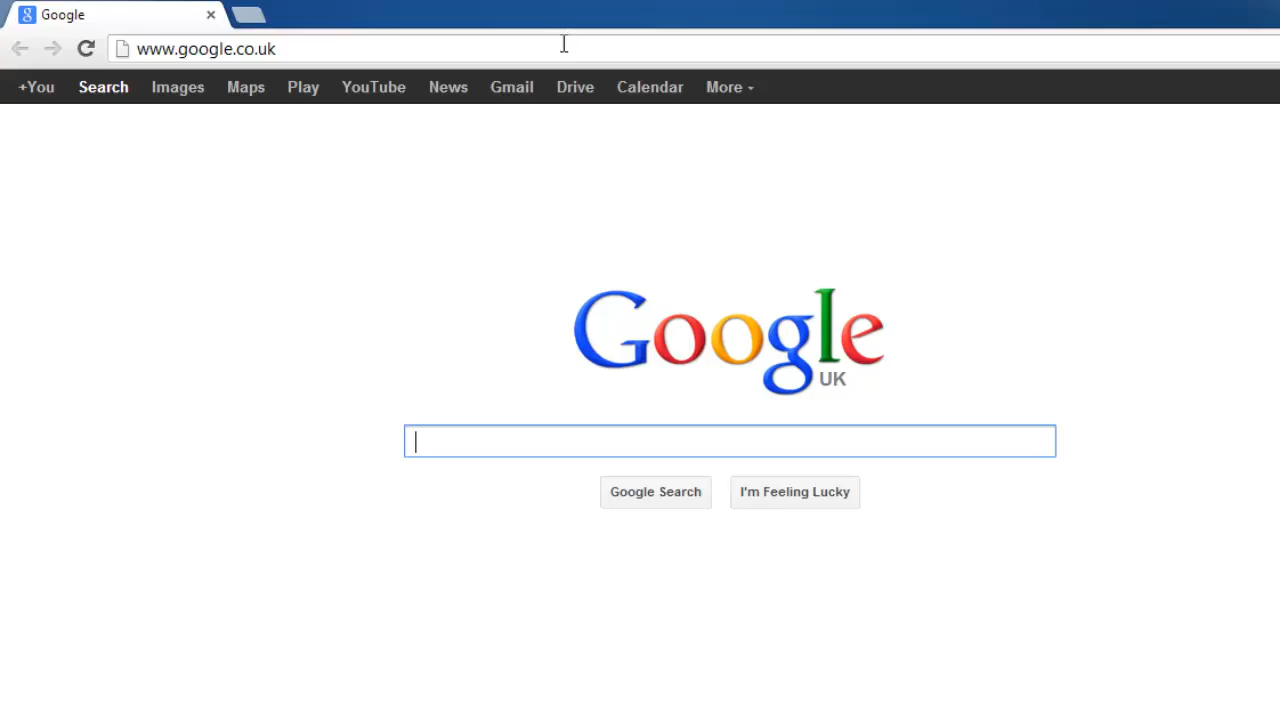 Google
www.google.co.uk
+You Search Images Maps Play YouTube News Gmail Drive Calendar More
Google
UK
Google Search I'm Feeling Lucky